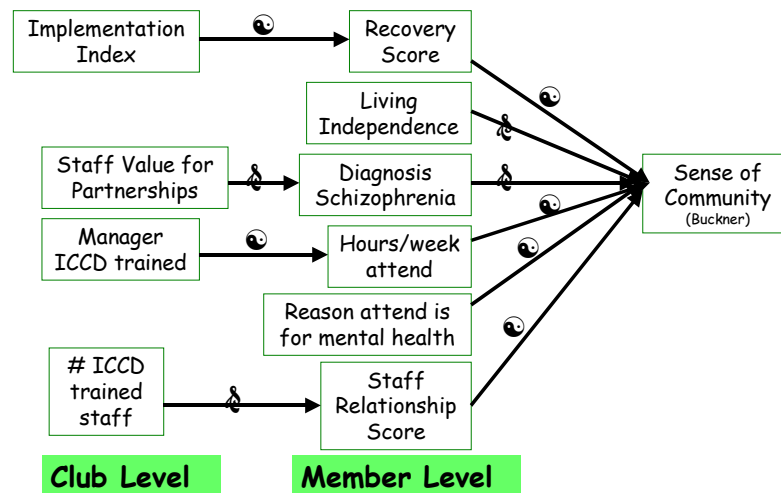 Implementation
Index
Recovery
Score
Living
Independence
Staff Value for
Partnerships
Diagnosis
Schizophrenia
Sense of
Community
(Buckner)
Manager
ICCD trained
Hours/week
attend
Reason attend is
for mental health
# ICCD
trained
staff
Staff
Relationship
Score
Club Level
Member Level